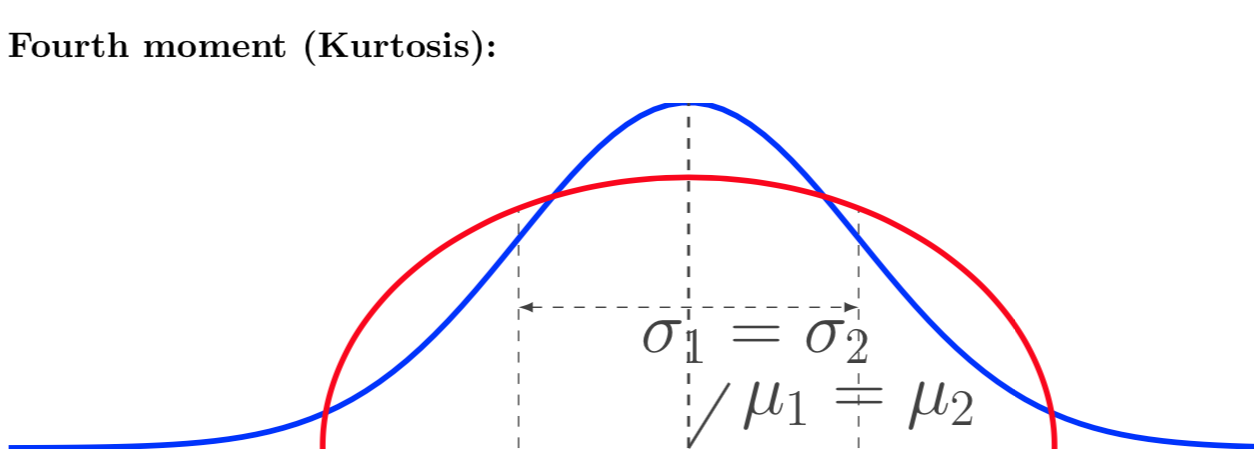 Fourth moment (Kurtosis):
σ₁ = σ₂
μ₁ = μ₂